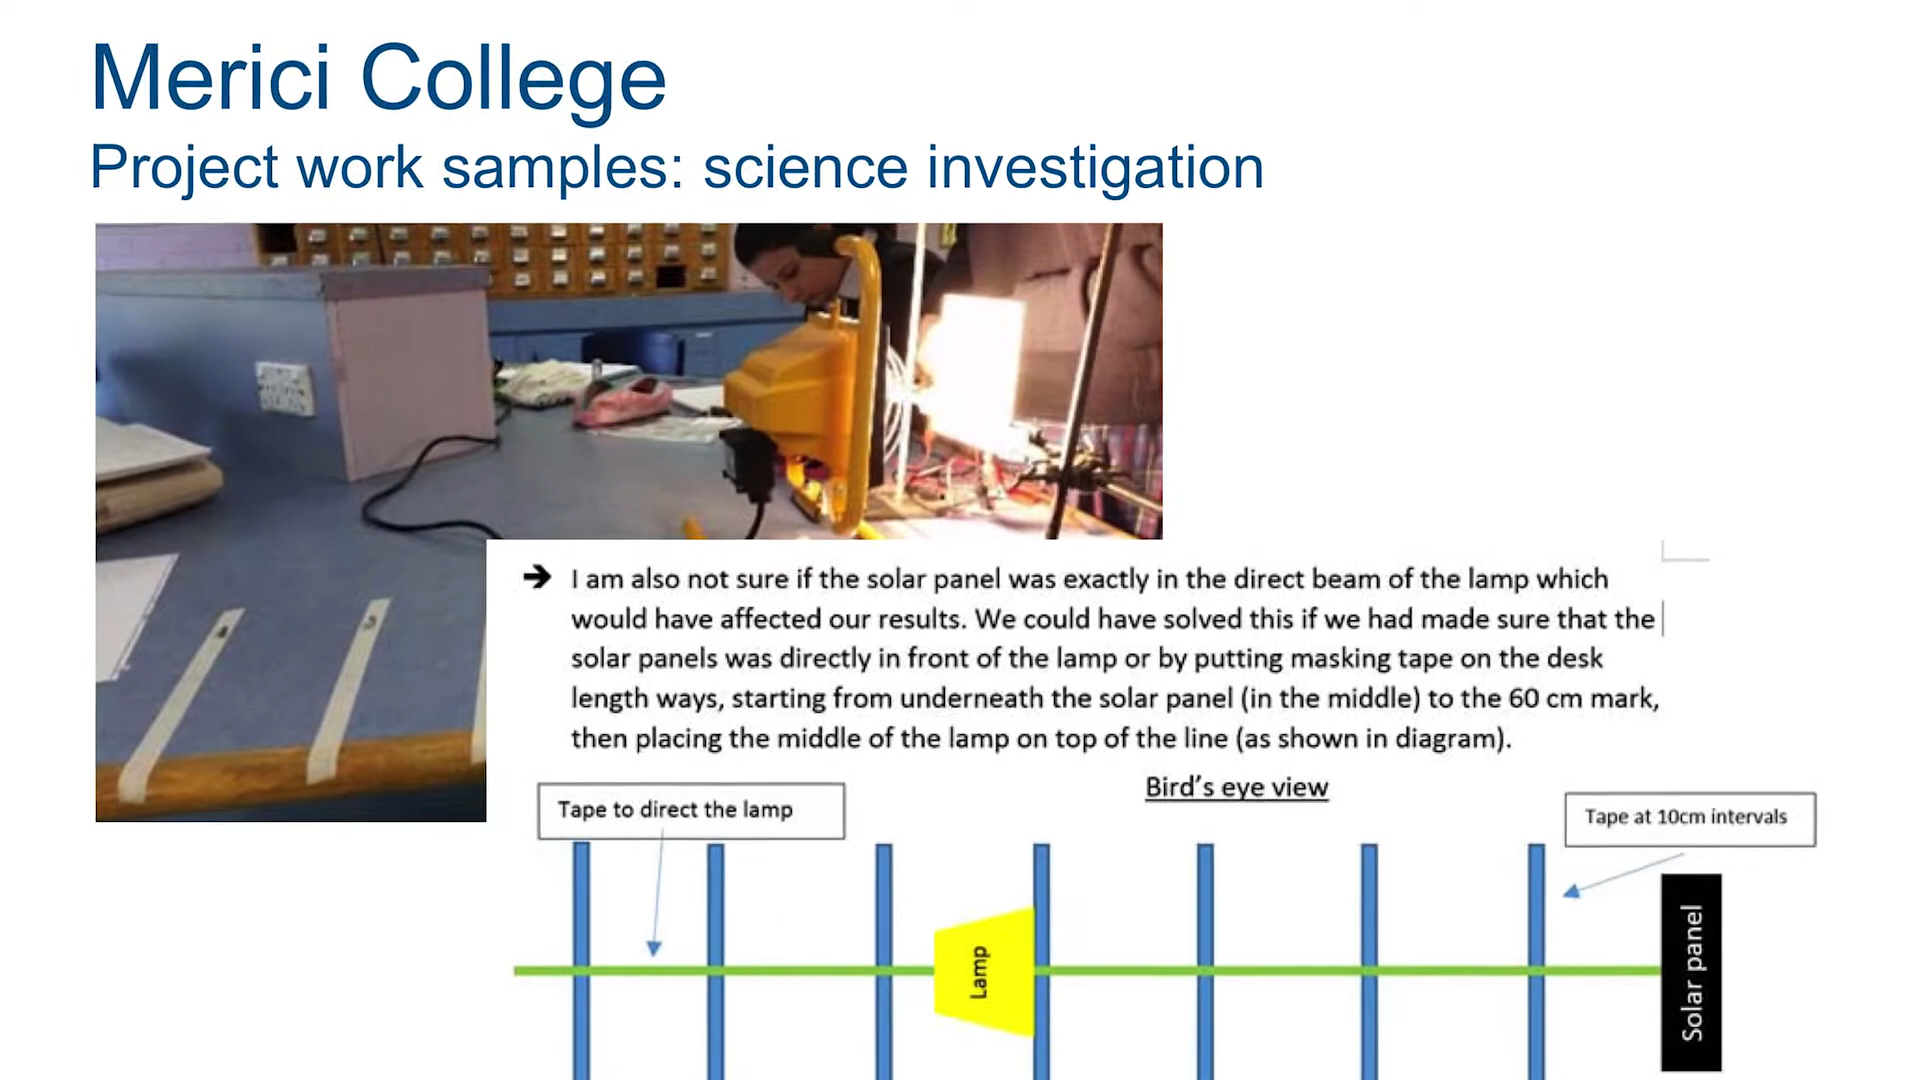 Merici College
Project work samples: science investigation
➔ I am also not sure if the solar panel was exactly in the direct beam of the lamp which
would have affected our results. We could have solved this if we had made sure that the
solar panels was directly in front of the lamp or by putting masking tape on the desk
length ways, starting from underneath the solar panel (in the middle) to the 60 cm mark,
then placing the middle of the lamp on top of the line (as shown in diagram).
Bird's eye view
Tape to direct the lamp
Tape at 10cm intervals
Lamp
Solar panel